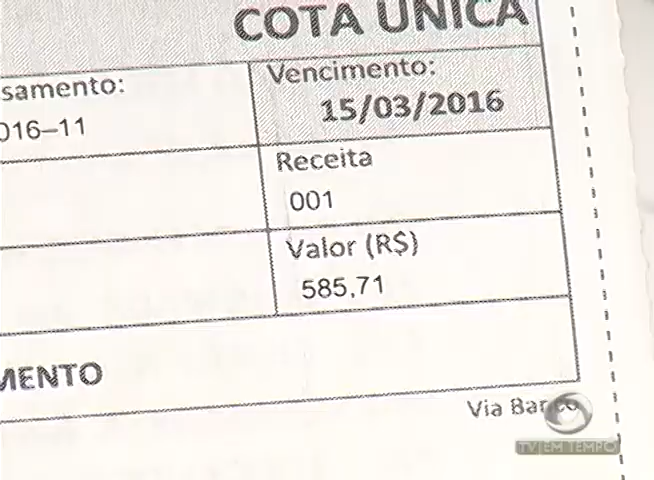 COTA ÚNICA
samento:
Vencimento:
15/03/2016
016-11
Receita
001
Valor (R$)
585,71
MENTO
Via Banco
TV EM TEMPO